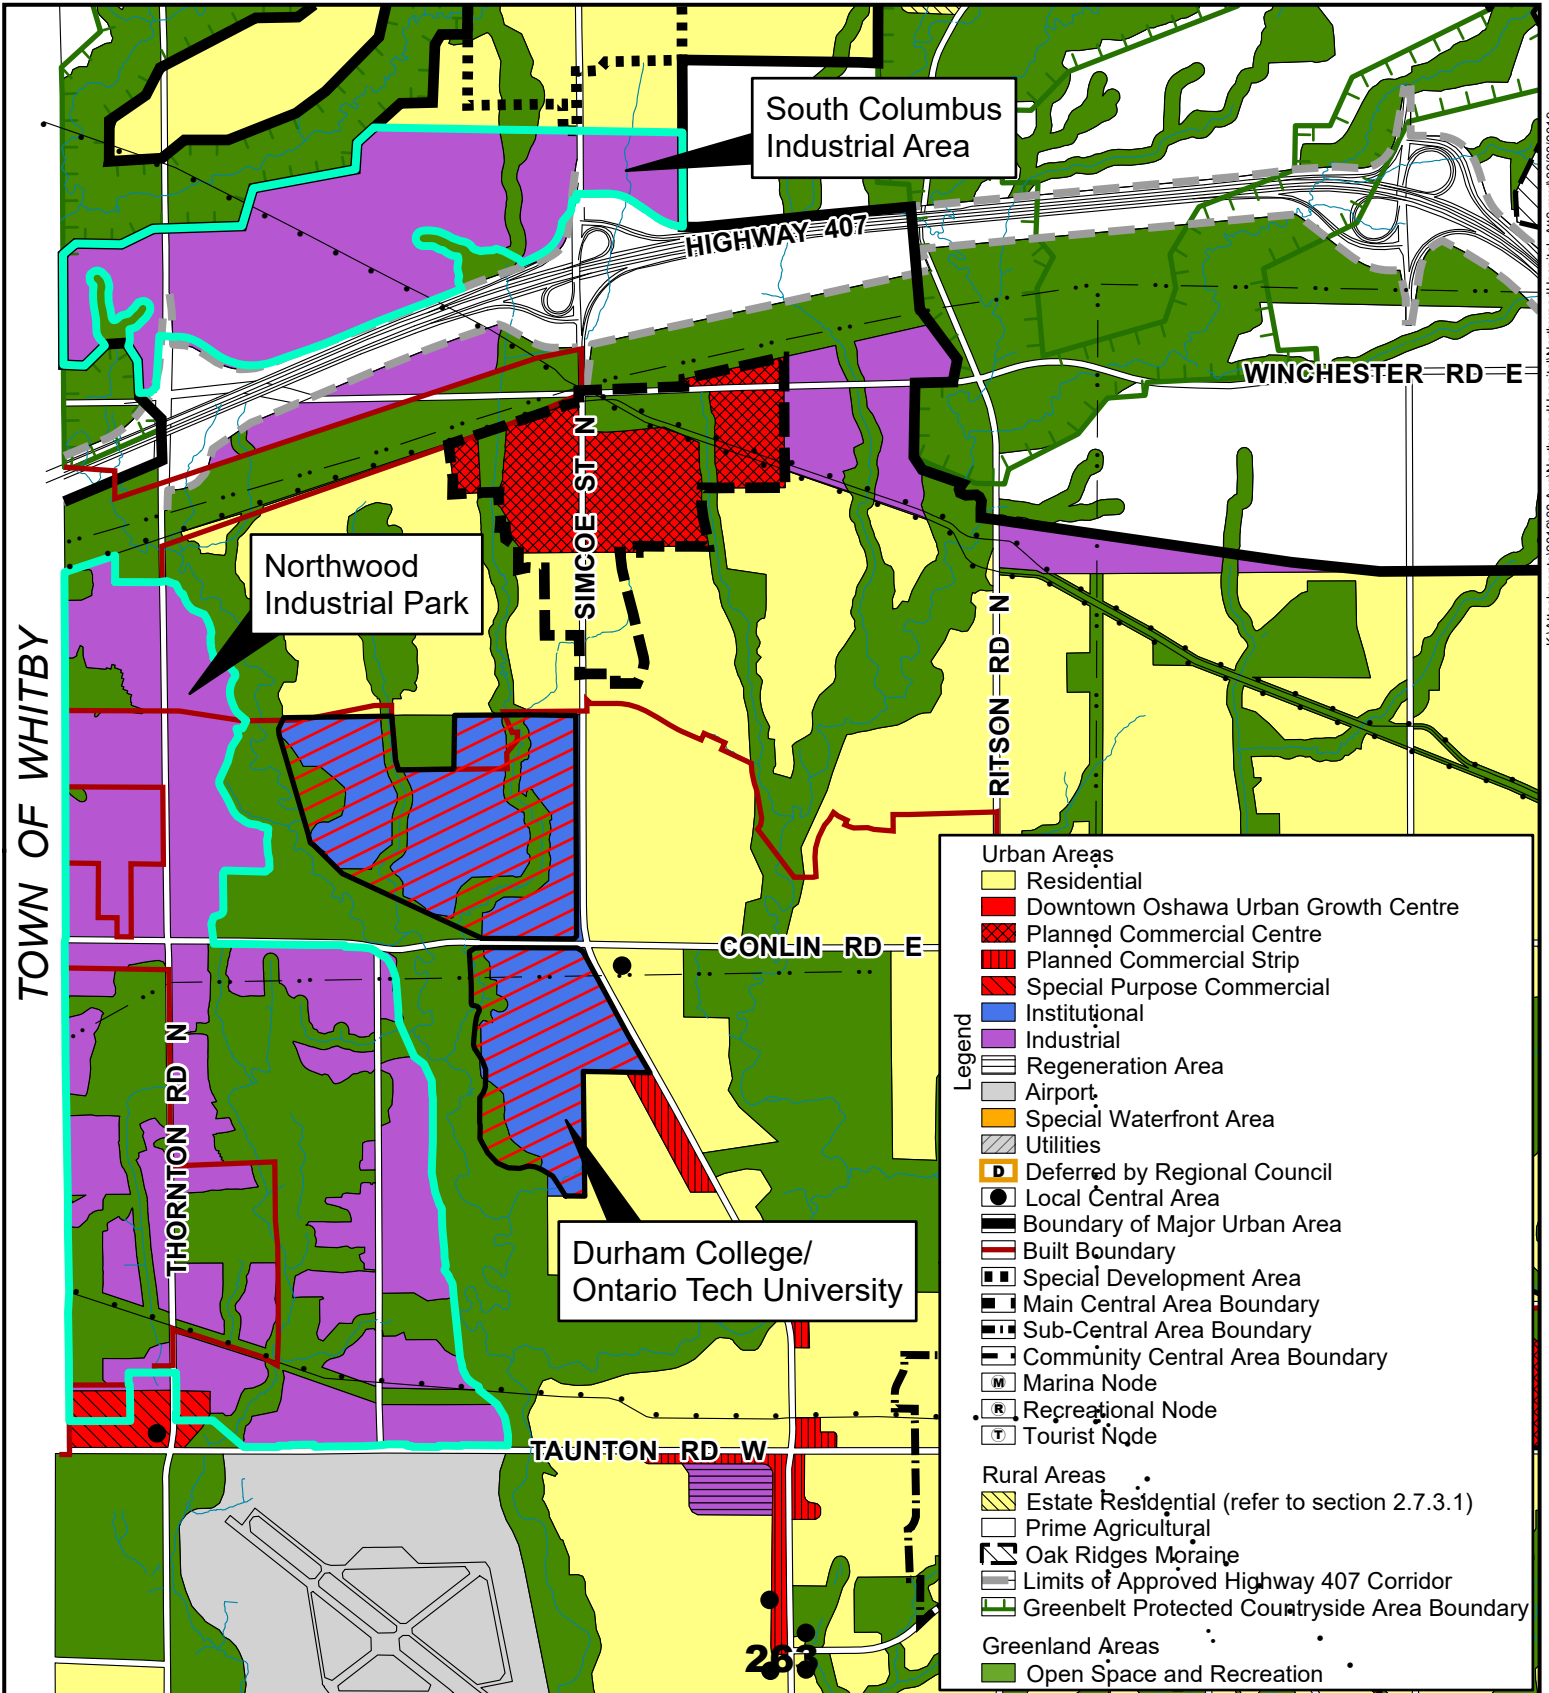 South Columbus
Industrial Area
HIGHWAY 407
WINCHESTER RD E
SIMCOE ST N
Northwood
Industrial Park
TOWN OF WHITBY
RITSON RD N
CONLIN RD E
THORNTON RD N
Durham College/
Ontario Tech University
TAUNTON RD W
263
Legend
Urban Areas
Residential
Downtown Oshawa Urban Growth Centre
Planned Commercial Centre
Planned Commercial Strip
Special Purpose Commercial
Institutional
Industrial
Regeneration Area
Airport
Special Waterfront Area
Utilities
D Deferred by Regional Council
Local Central Area
Boundary of Major Urban Area
Built Boundary
Special Development Area
Main Central Area Boundary
Sub-Central Area Boundary
Community Central Area Boundary
M Marina Node
R Recreational Node
T Tourist Node
Rural Areas
Estate Residential (refer to section 2.7.3.1)
Prime Agricultural
Oak Ridges Moraine
Limits of Approved Highway 407 Corridor
Greenbelt Protected Countryside Area Boundary
Greenland Areas
Open Space and Recreation